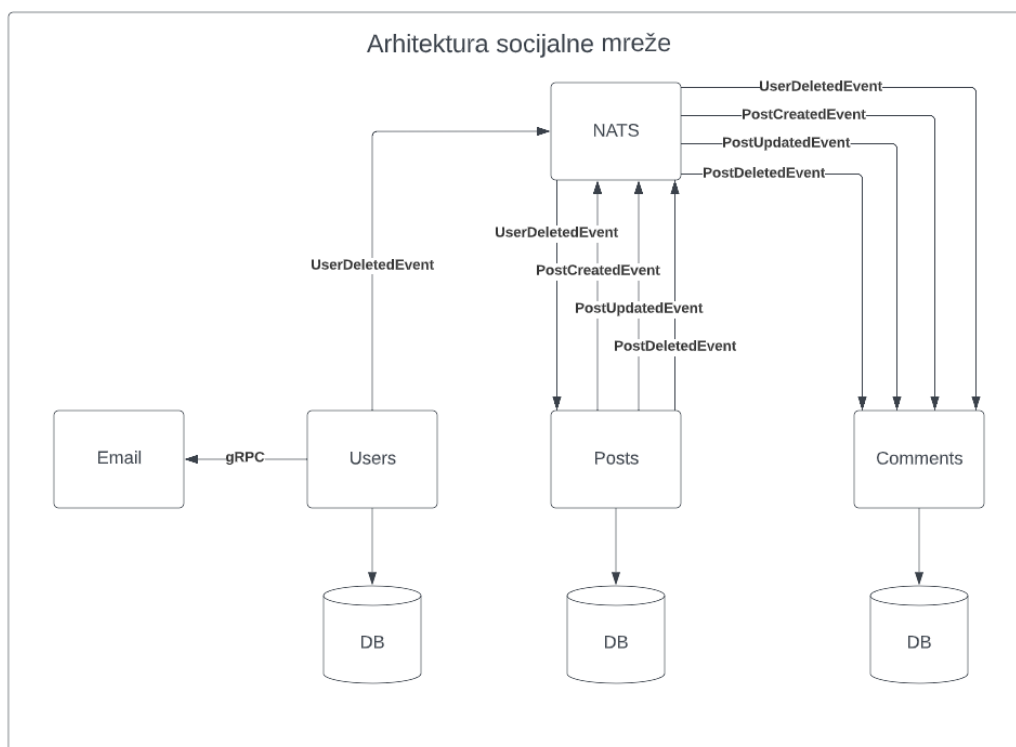 Arhitektura socijalne mreže
UserDeletedEvent
NATS
PostCreatedEvent
PostUpdatedEvent
PostDeletedEvent
UserDeletedEvent
UserDeletedEvent
PostCreatedEvent
PostUpdatedEvent
PostDeletedEvent
Email
gRPC
Users
Posts
Comments
DB
DB
DB